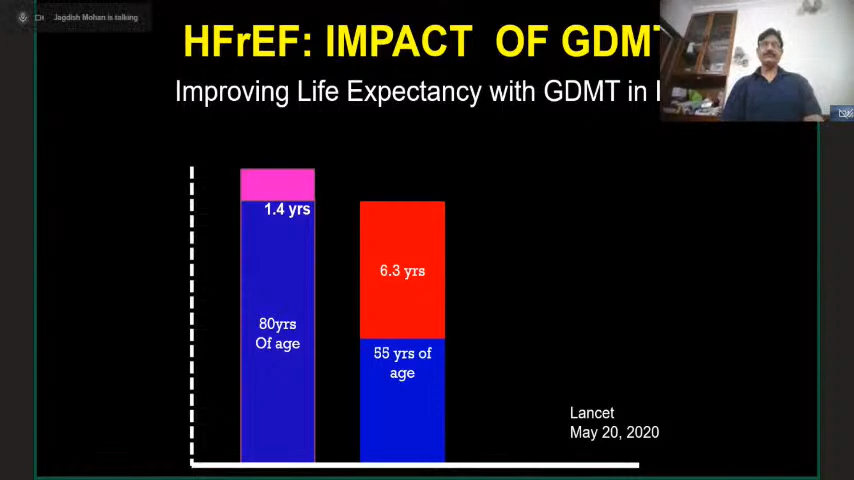 Jagdish Mohan is talking
HFrEF: IMPACT OF GDMT
Improving Life Expectancy with GDMT in
1.4 yrs
6.3 yrs
80yrs
Of age
55 yrs of
age
Lancet
May 20, 2020